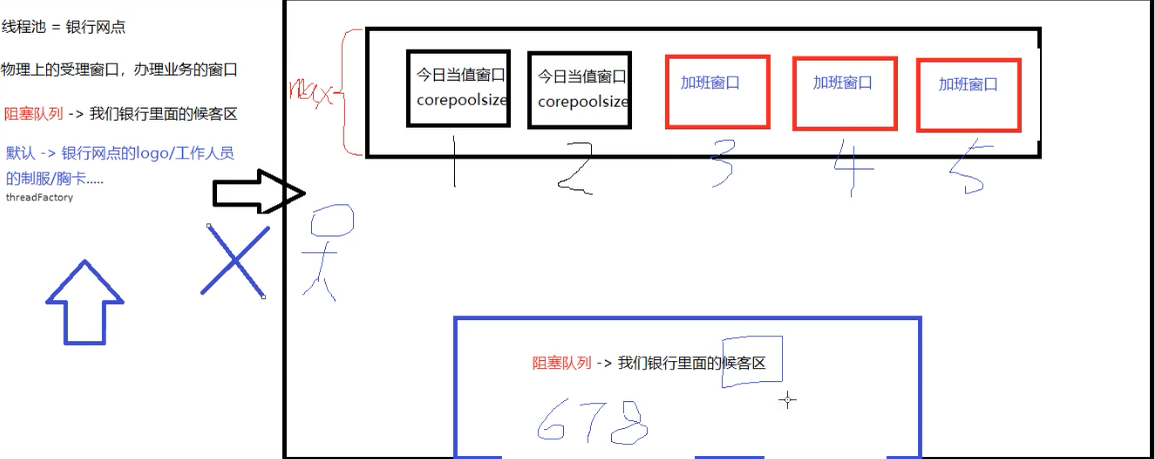 线程池 = 银行网点
物理上的受理窗口，办理业务的窗口
阻塞队列 -> 我们银行里面的候客区
默认 -> 银行网点的logo/工作人员
的制服/胸卡.....
threadFactory
max
今日当值窗口
corepoolsize
今日当值窗口
corepoolsize
加班窗口
加班窗口
加班窗口
1 2 3 4 5
阻塞队列 -> 我们银行里面的候客区
678